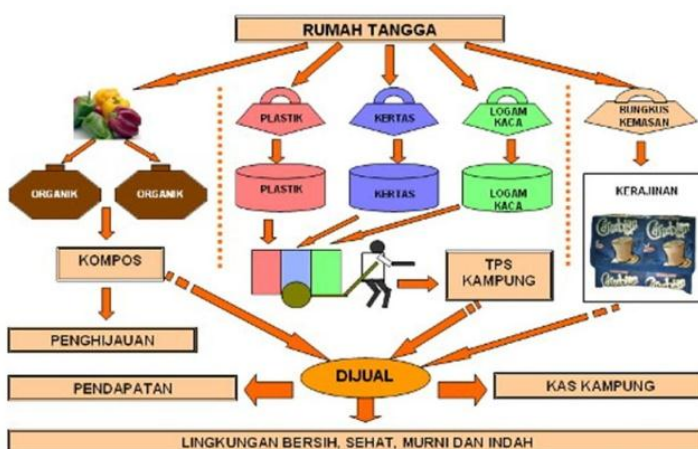 RUMAH TANGGA
PLASTIK
KERTAS
LOGAM
KACA
BUNGKUS
KEMASAN
ORGANIK
ORGANIK
PLASTIK
KERTAS
LOGAM
KACA
KERAJINAN
KOMPOS
TPS
KAMPUNG
PENGHIJAUAN
DIJUAL
PENDAPATAN
KAS KAMPUNG
LINGKUNGAN BERSIH, SEHAT, MURNI DAN INDAH